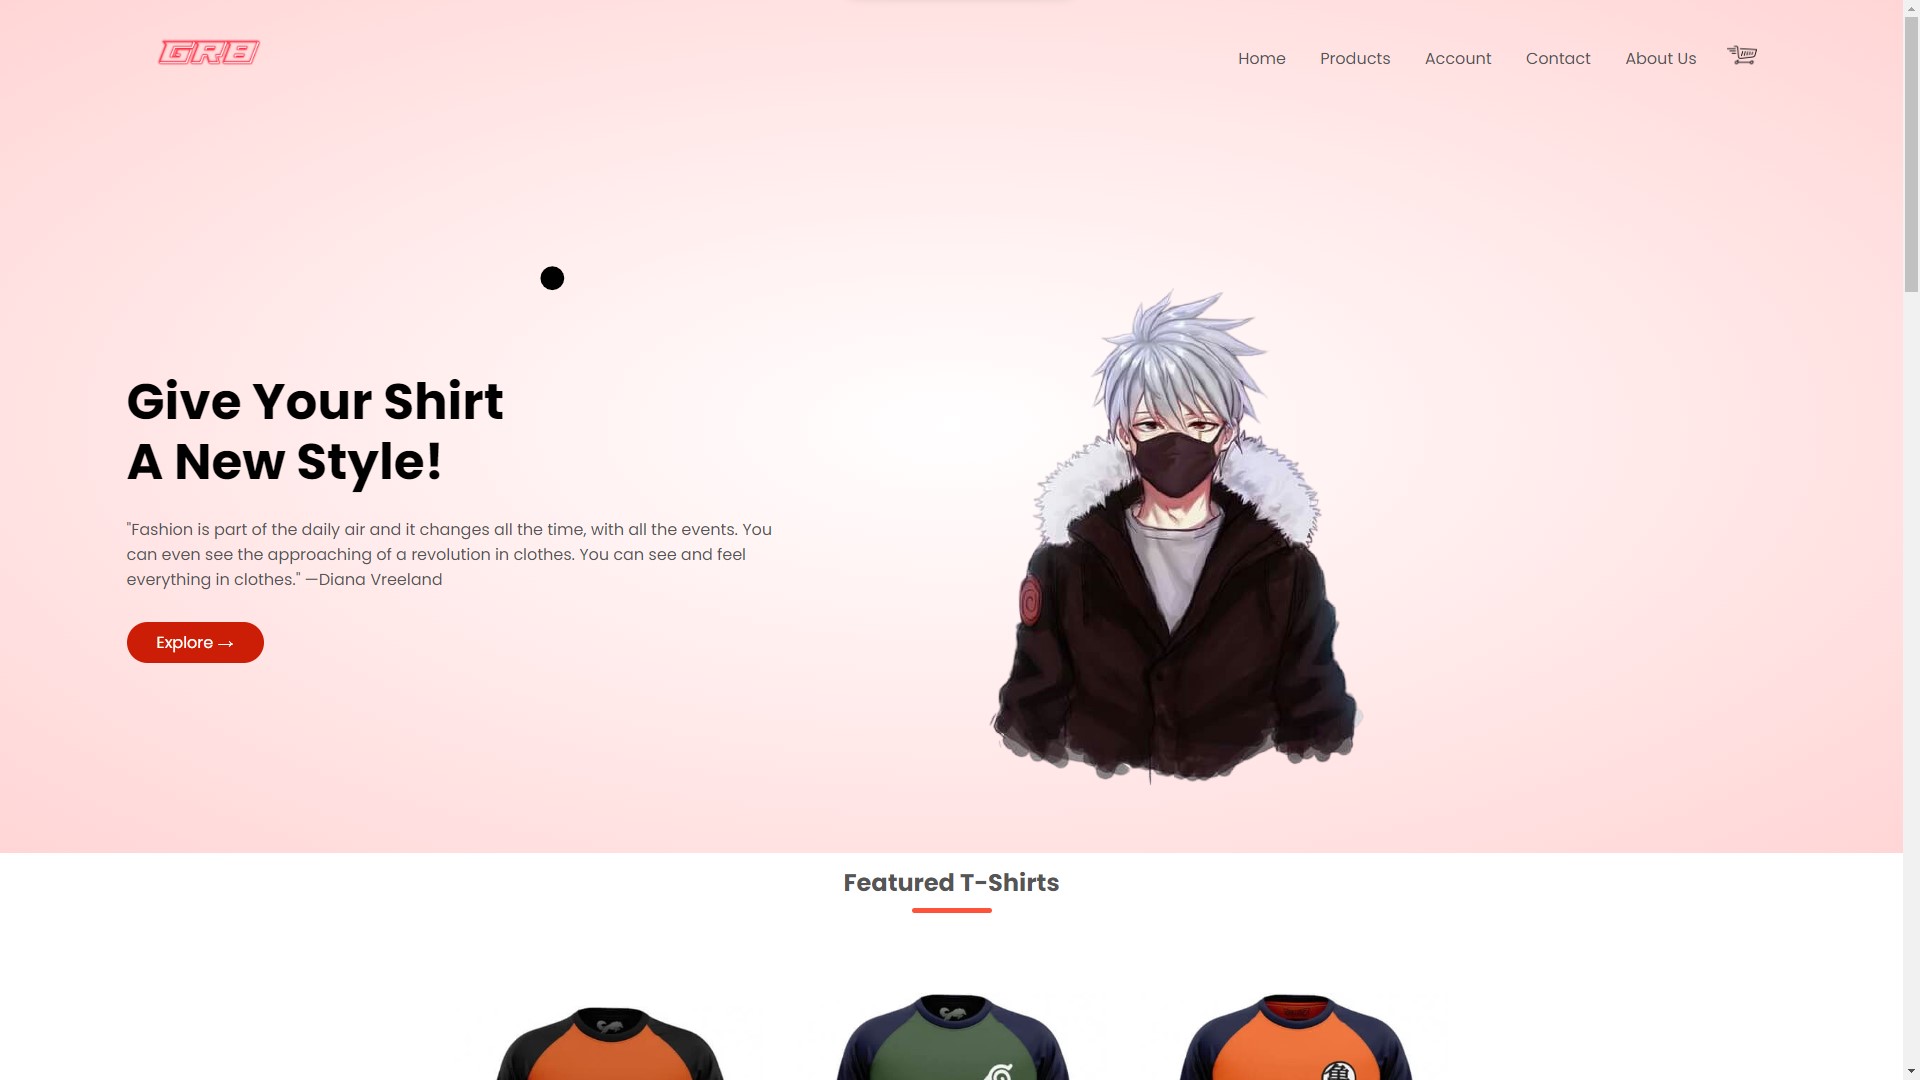 GR8
Home Products Account Contact About Us
Give Your Shirt
A New Style!
"Fashion is part of the daily air and it changes all the time, with all the events. You
can even see the approaching of a revolution in clothes. You can see and feel
everything in clothes." —Diana Vreeland
Explore →
Featured T-Shirts
亀